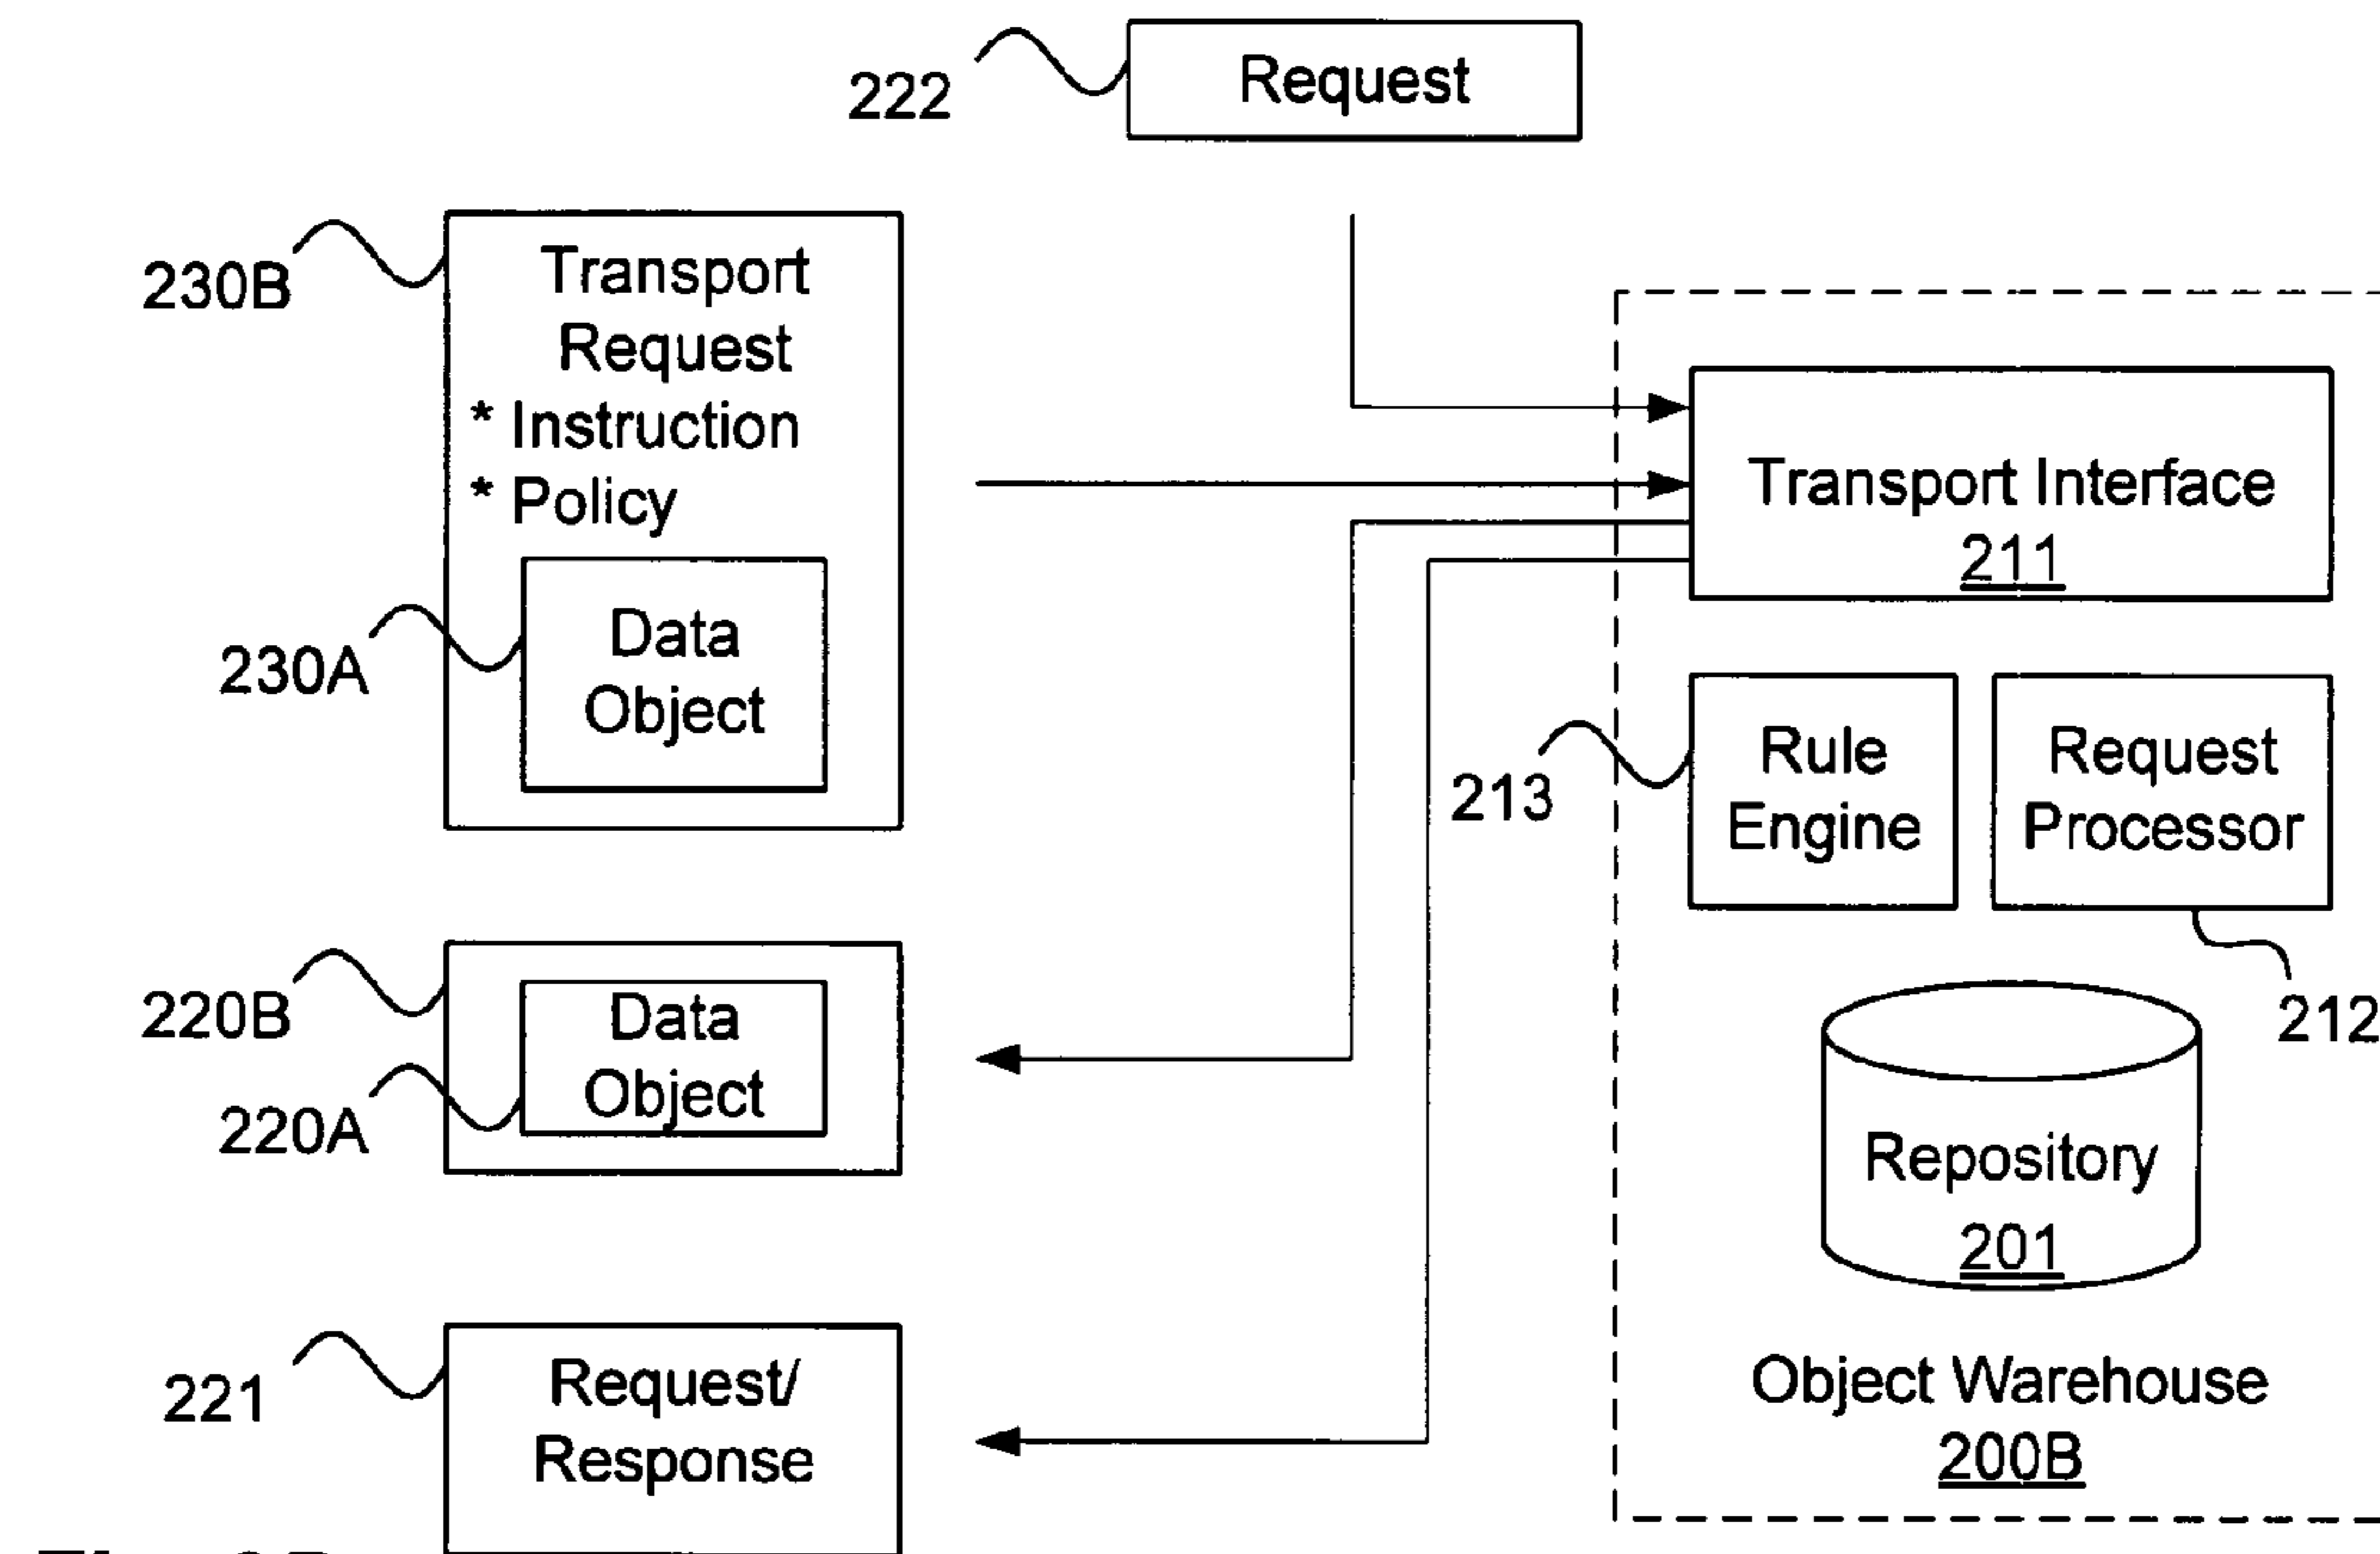 222
Request
230B
Transport
Request
* Instruction
* Policy
230A
Data
Object
Transport Interface
211
213
Rule
Engine
Request
Processor
212
220B
Data
Object
220A
Repository
201
221
Request/
Response
Object Warehouse
200B